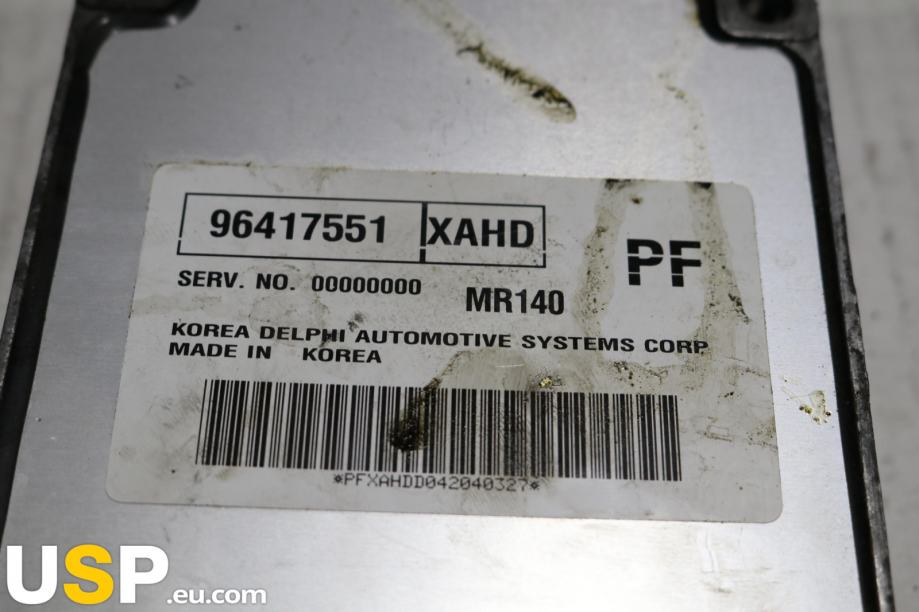 96417551 XAHD
PF
SERV. NO. 00000000 MR140
KOREA DELPHI AUTOMOTIVE SYSTEMS CORP
MADE IN KOREA
*PFXAHDD042040327*
USP.eu.com